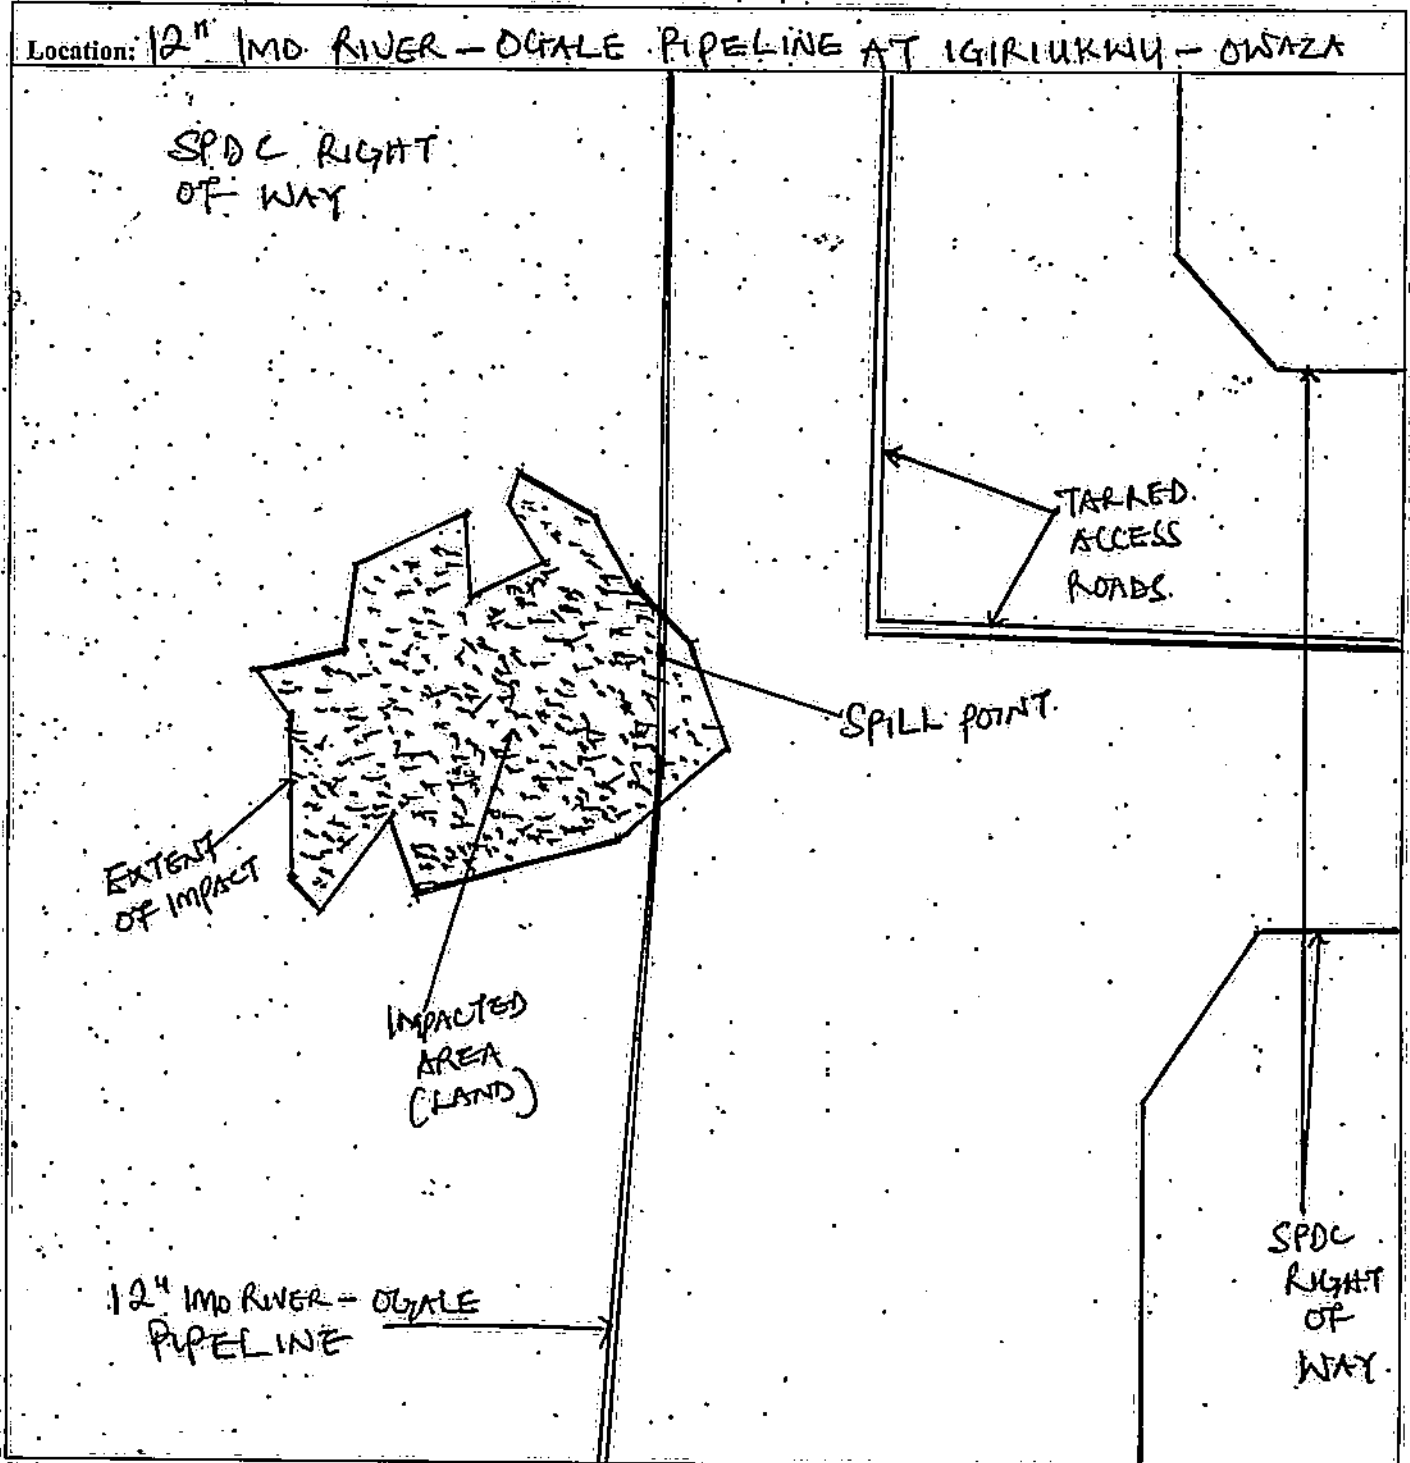 Location: 12" IMO RIVER - OGALE PIPELINE AT IGIRIUKWU - OWAZA
SPDC RIGHT
OF WAY
TARRED.
ACCESS
ROADS.
SPILL POINT.
EXTENT
OF IMPACT
IMPACTED
AREA
(LAND)
12" IMO RIVER - OGALE
PIPELINE
SPDC
RIGHT
OF
WAY.